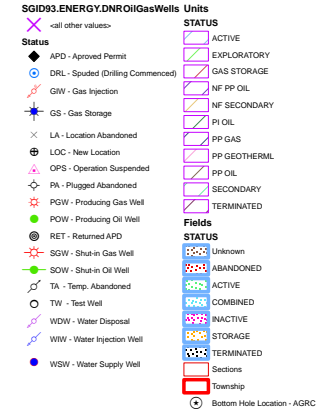 SGID93.ENERGY.DNROilGasWells
<all other values>
Status
APD - Aproved Permit
DRL - Spuded (Drilling Commenced)
GIW - Gas Injection
GS - Gas Storage
LA - Location Abandoned
LOC - New Location
OPS - Operation Suspended
PA - Plugged Abandoned
PGW - Producing Gas Well
POW - Producing Oil Well
RET - Returned APD
SGW - Shut-in Gas Well
SOW - Shut-in Oil Well
TA - Temp. Abandoned
TW - Test Well
WDW - Water Disposal
WIW - Water Injection Well
WSW - Water Supply Well
Units
STATUS
ACTIVE
EXPLORATORY
GAS STORAGE
NF PP OIL
NF SECONDARY
PI OIL
PP GAS
PP GEOTHERML
PP OIL
SECONDARY
TERMINATED
Fields
STATUS
Unknown
ABANDONED
ACTIVE
COMBINED
INACTIVE
STORAGE
TERMINATED
Sections
Township
Bottom Hole Location - AGRC